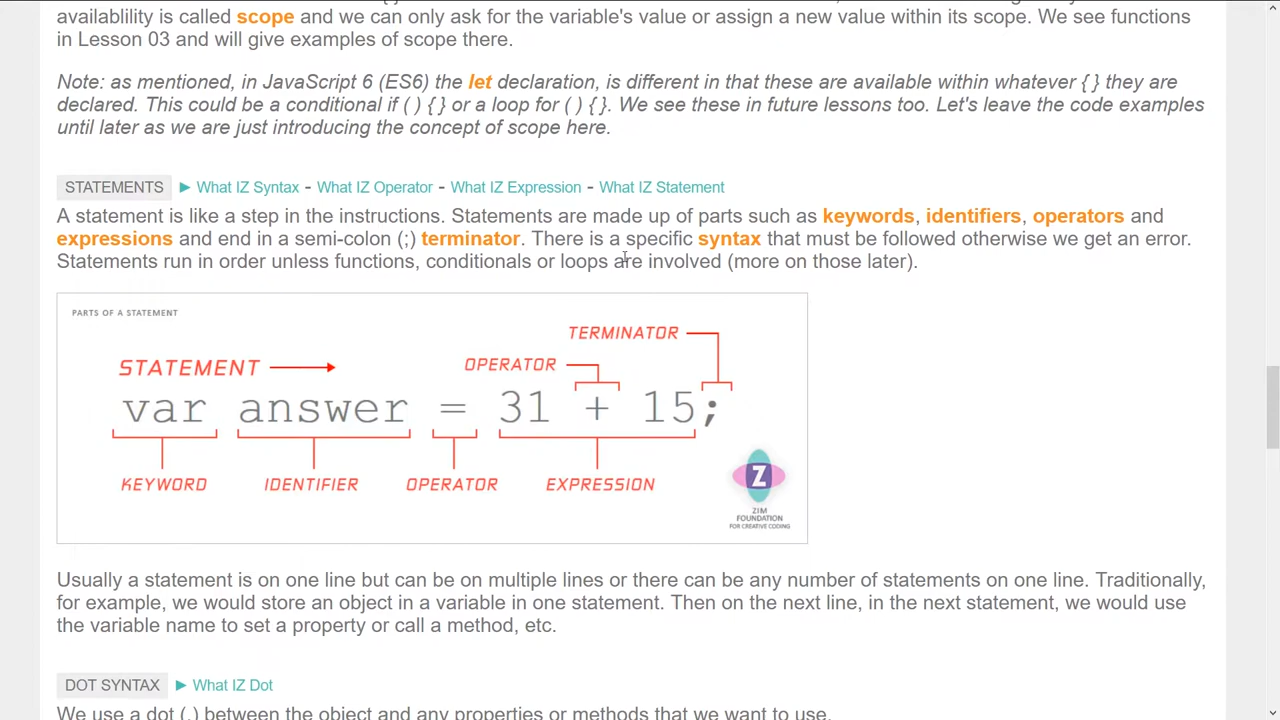 availablility is called scope and we can only ask for the variable's value or assign a new value within its scope. We see functions
in Lesson 03 and will give examples of scope there.
Note: as mentioned, in JavaScript 6 (ES6) the let declaration, is different in that these are available within whatever { } they are
declared. This could be a conditional if ( ) { } or a loop for ( ) { }. We see these in future lessons too. Let's leave the code examples
until later as we are just introducing the concept of scope here.
STATEMENTS ► What IZ Syntax - What IZ Operator - What IZ Expression - What IZ Statement
A statement is like a step in the instructions. Statements are made up of parts such as keywords, identifiers, operators and
expressions and end in a semi-colon (;) terminator. There is a specific syntax that must be followed otherwise we get an error.
Statements run in order unless functions, conditionals or loops are involved (more on those later).
PARTS OF A STATEMENT
TERMINATOR
STATEMENT OPERATOR
var answer = 31 + 15;
KEYWORD IDENTIFIER OPERATOR EXPRESSION
Z
ZIM
FOUNDATION
FOR CREATIVE CODING
Usually a statement is on one line but can be on multiple lines or there can be any number of statements on one line. Traditionally,
for example, we would store an object in a variable in one statement. Then on the next line, in the next statement, we would use
the variable name to set a property or call a method, etc.
DOT SYNTAX ► What IZ Dot
We use a dot (.) between the object and any properties or methods that we want to use.